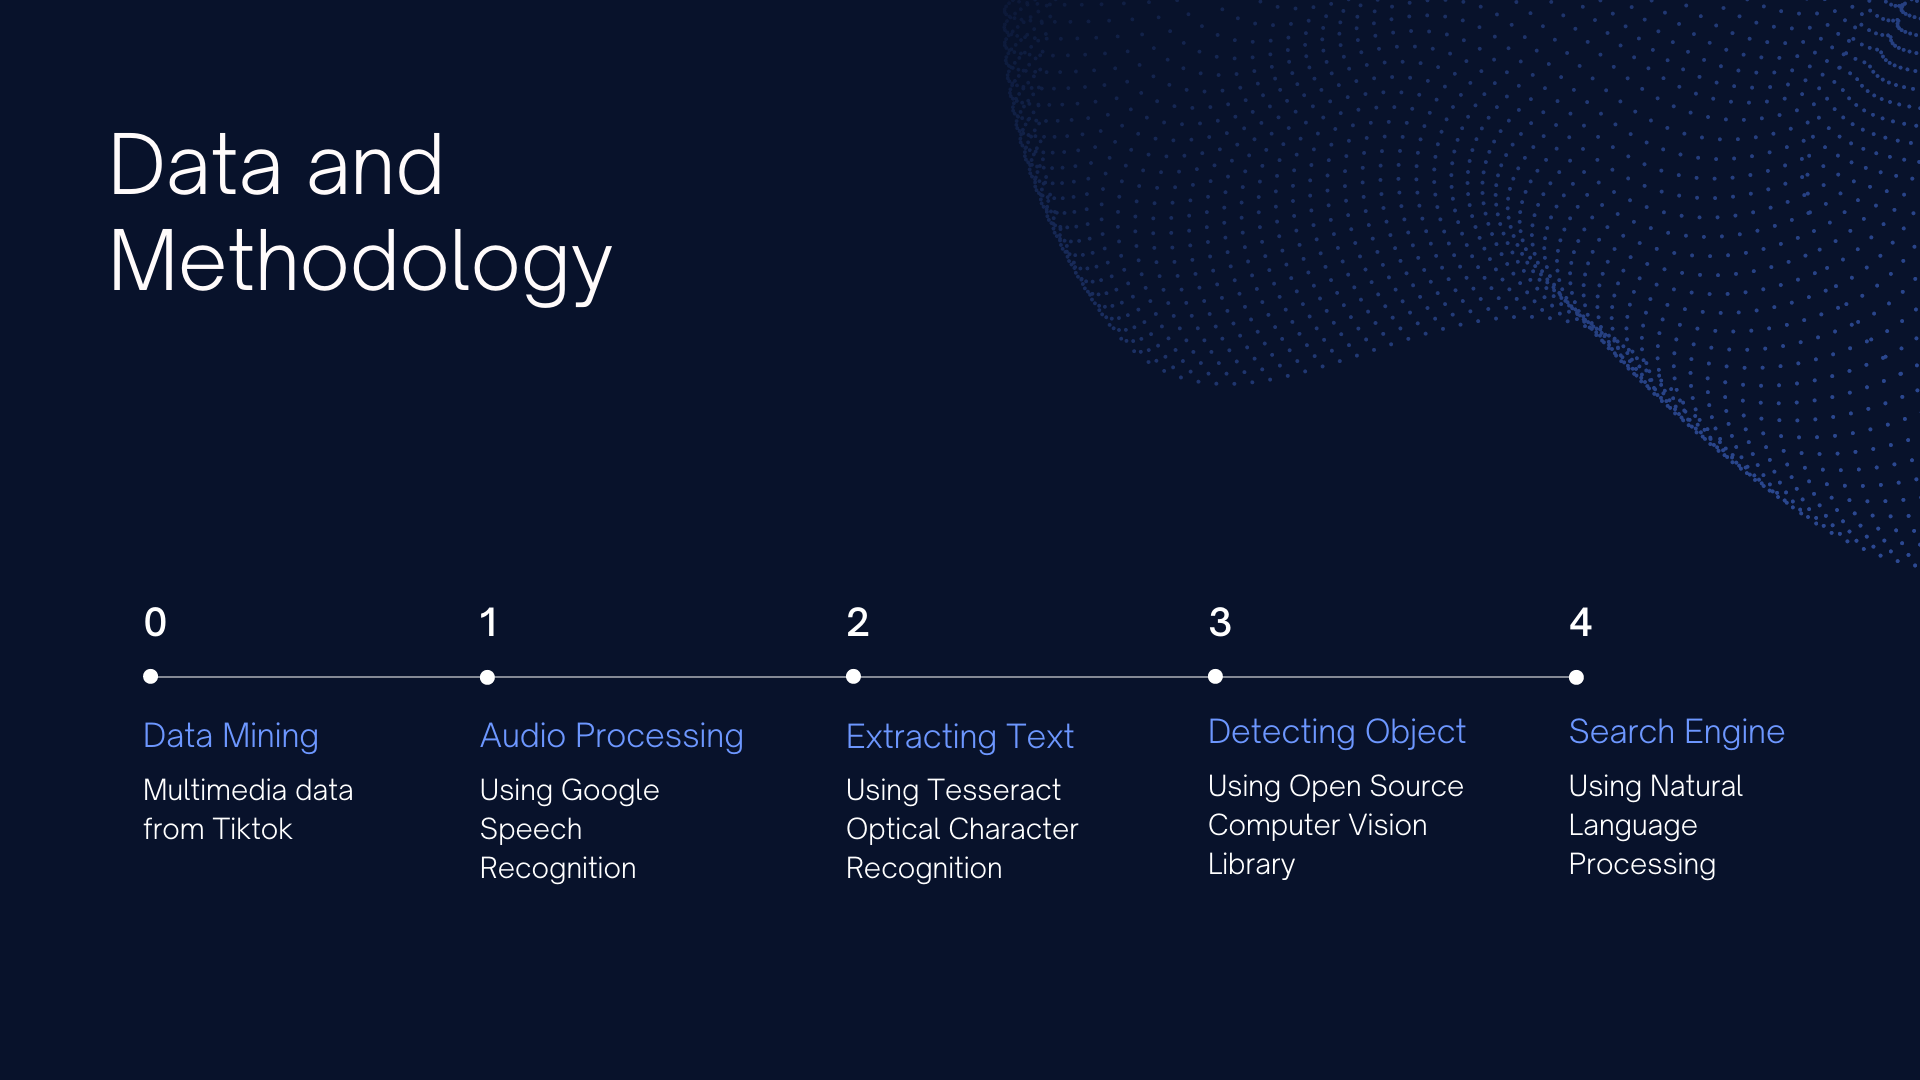 Data and
Methodology
0
1
2
3
4
Data Mining
Multimedia data
from Tiktok
Audio Processing
Using Google
Speech
Recognition
Extracting Text
Using Tesseract
Optical Character
Recognition
Detecting Object
Using Open Source
Computer Vision
Library
Search Engine
Using Natural
Language
Processing